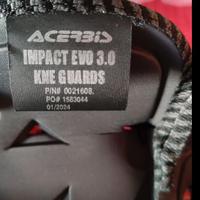 ACERBIS
IMPACT EVO 3.0
KNE GUARDS
P/N# 0021608.
PO# 1583044
01/2024